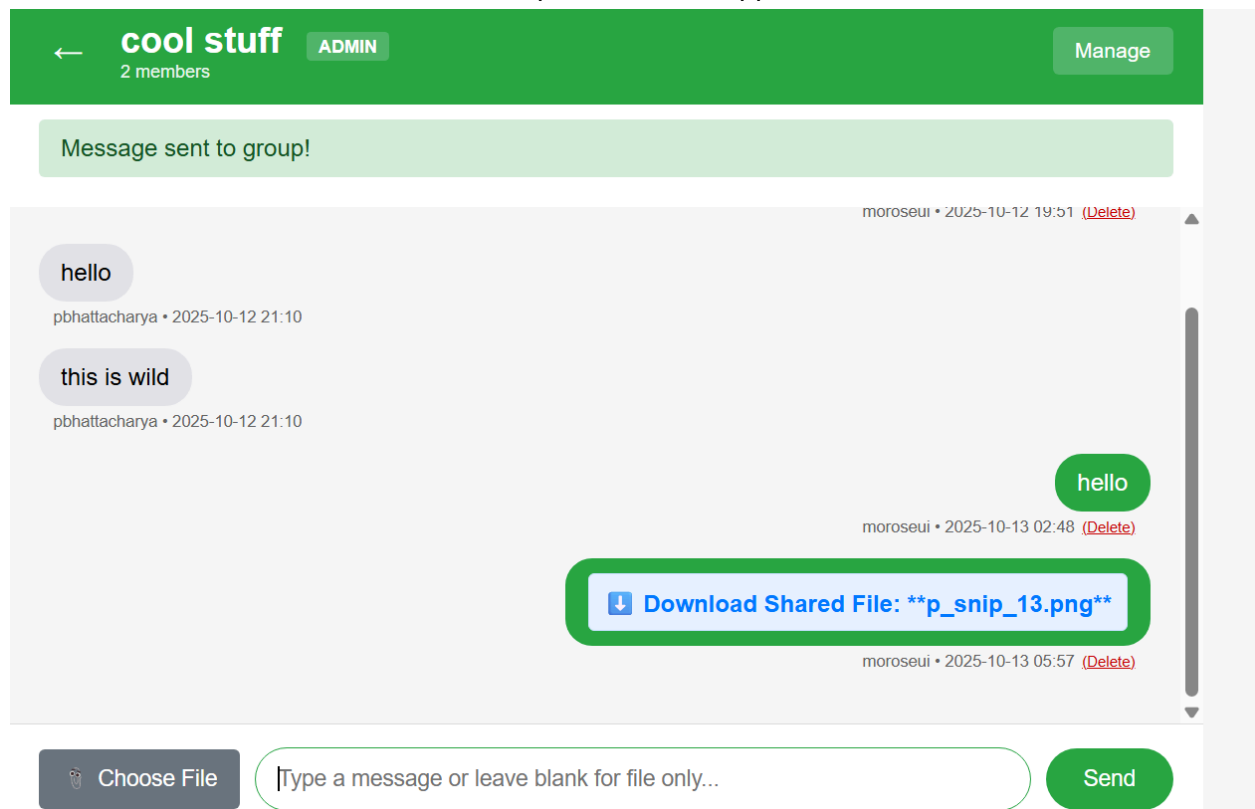 ← cool stuff ADMIN
2 members
Manage
Message sent to group!
moroseui • 2025-10-12 19:51 (Delete)
hello
pbhattacharya • 2025-10-12 21:10
this is wild
pbhattacharya • 2025-10-12 21:10
hello
moroseui • 2025-10-13 02:48 (Delete)
⬇️ Download Shared File: **p_snip_13.png**
moroseui • 2025-10-13 05:57 (Delete)
Choose File
Type a message or leave blank for file only...
Send